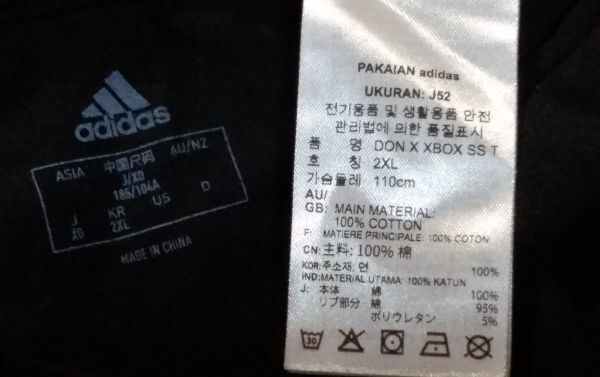 adidas
ASIA 中国尺码 AU/NZ
J/XO
185/104A
J KR US D
XO 2XL
MADE IN CHINA
PAKAIAN adidas
UKURAN: J52
전기용품 및 생활용품 안전
관리법에 의한 품질표시
품 명 DON X XBOX SS T
호 칭 2XL
가슴둘레 110cm
AU/
GB: MAIN MATERIAL:
100% COTTON
F: MATIERE PRINCIPALE: 100% COTON
CN: 主料: 100% 棉
KOR: 주소재: 면 100%
IND: MATERIAL UTAMA: 100% KATUN
J: 本体 綿 100%
リブ部分 綿 95%
ポリウレタン 5%
30